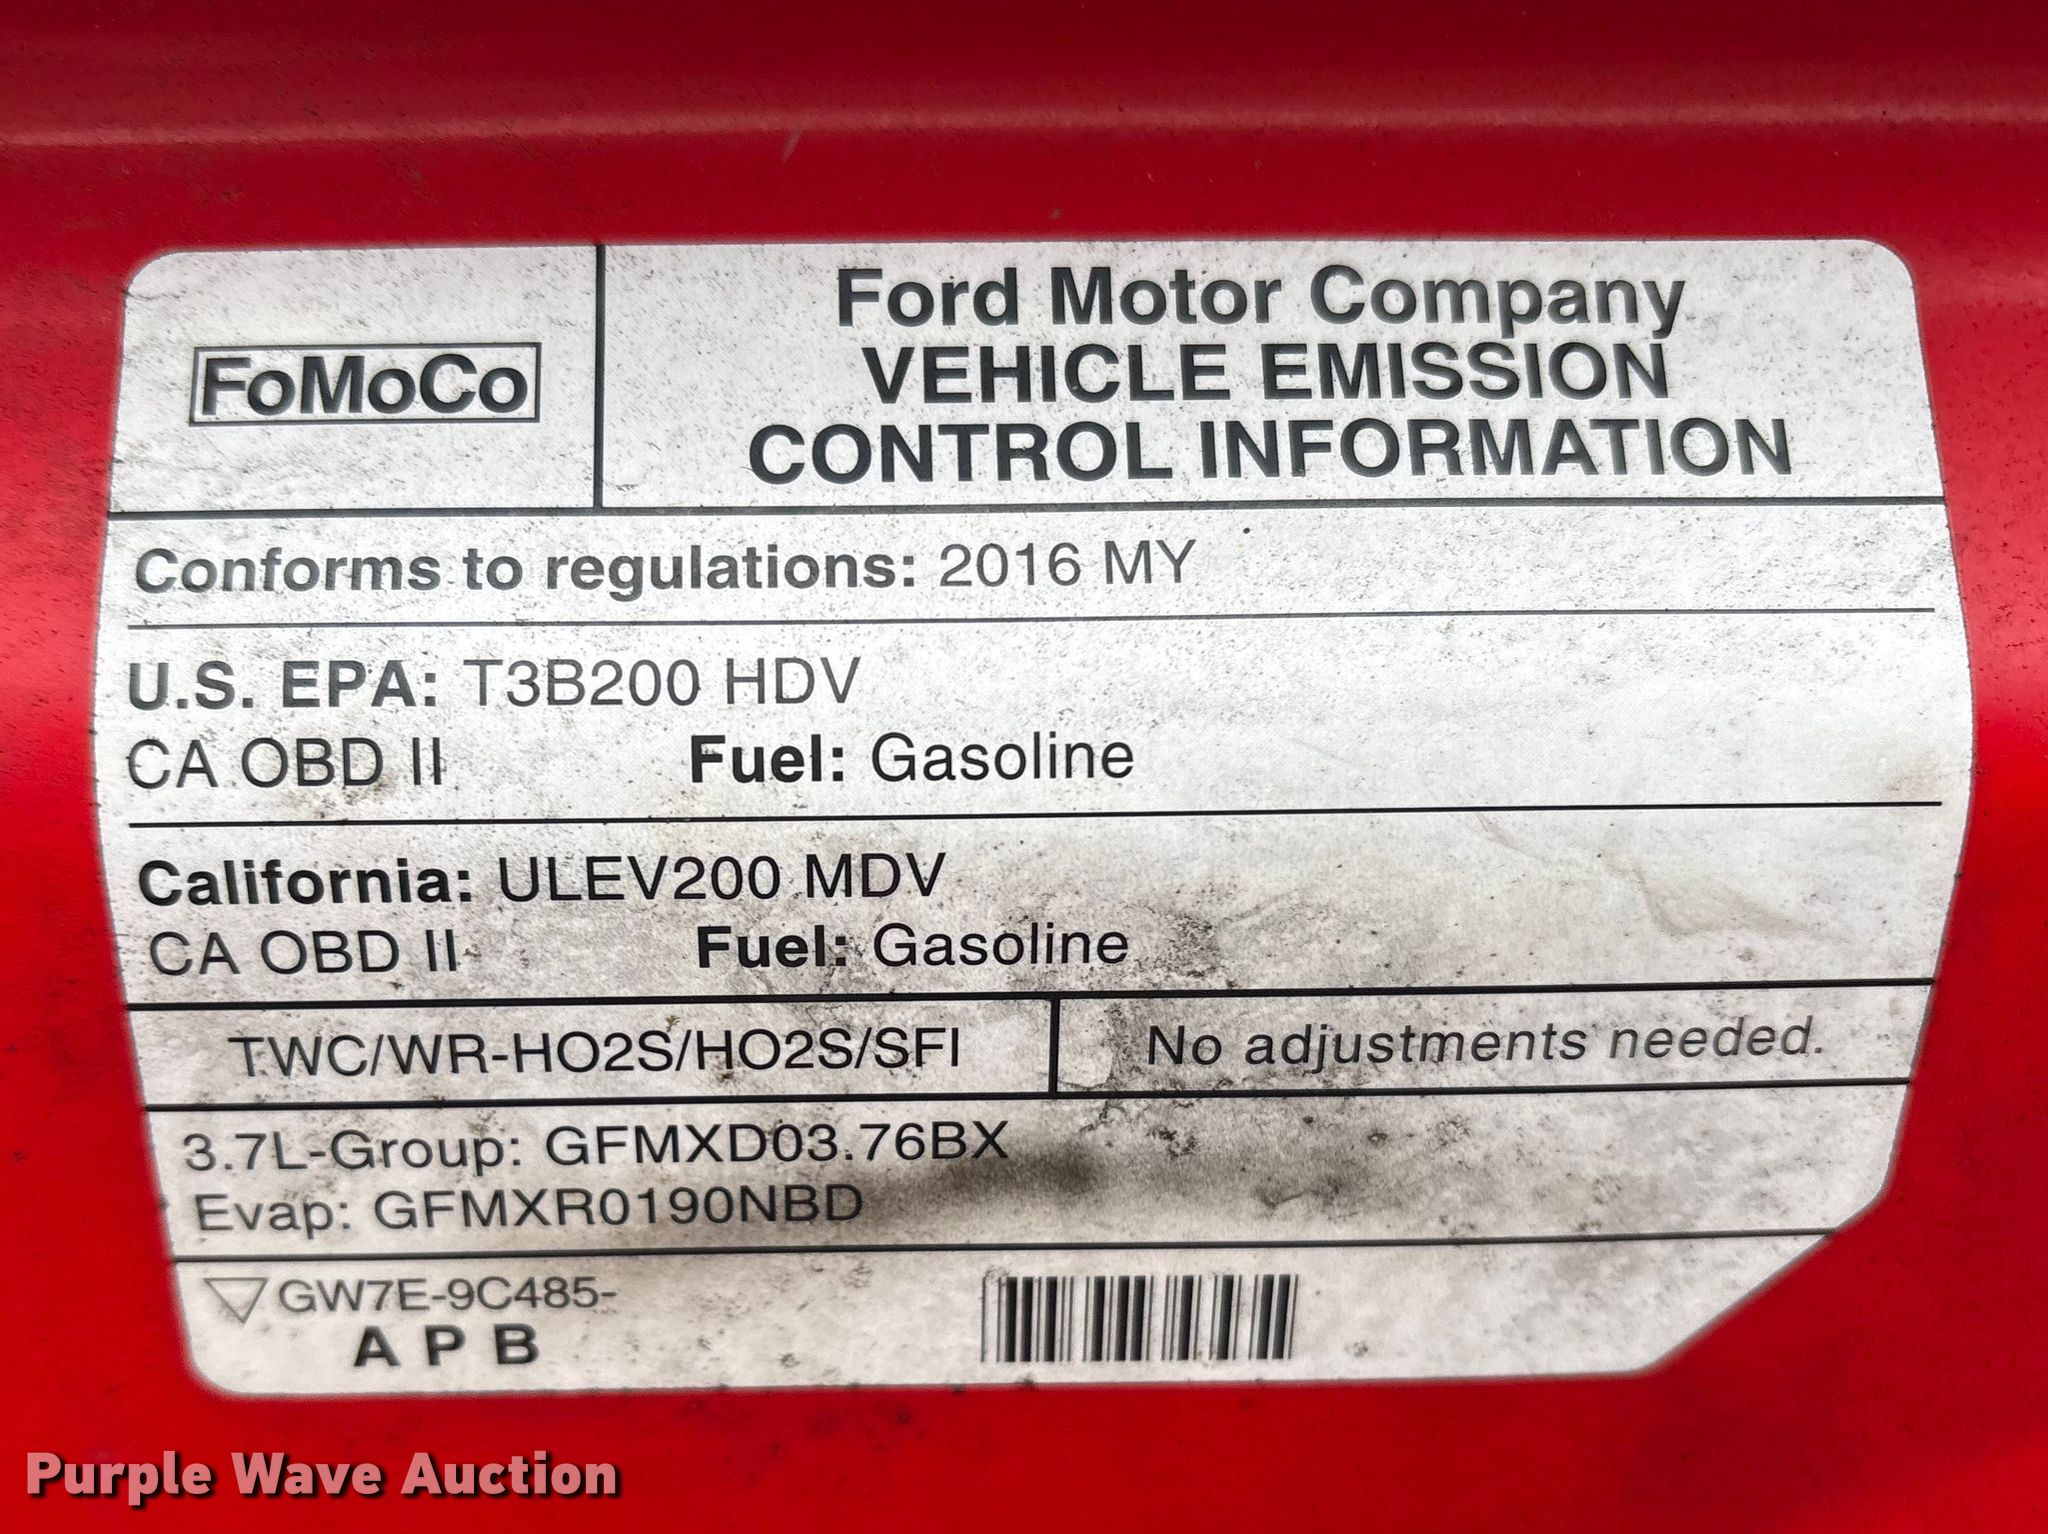 FoMoCo
Ford Motor Company
VEHICLE EMISSION
CONTROL INFORMATION
Conforms to regulations: 2016 MY
U.S. EPA: T3B200 HDV
CA OBD II Fuel: Gasoline
California: ULEV200 MDV
CA OBD II Fuel: Gasoline
TWC/WR-HO2S/HO2S/SFI
No adjustments needed.
3.7L-Group: GFMXD03.76BX
Evap: GFMXR0190NBD
GW7E-9C485-
A P B
Purple Wave Auction